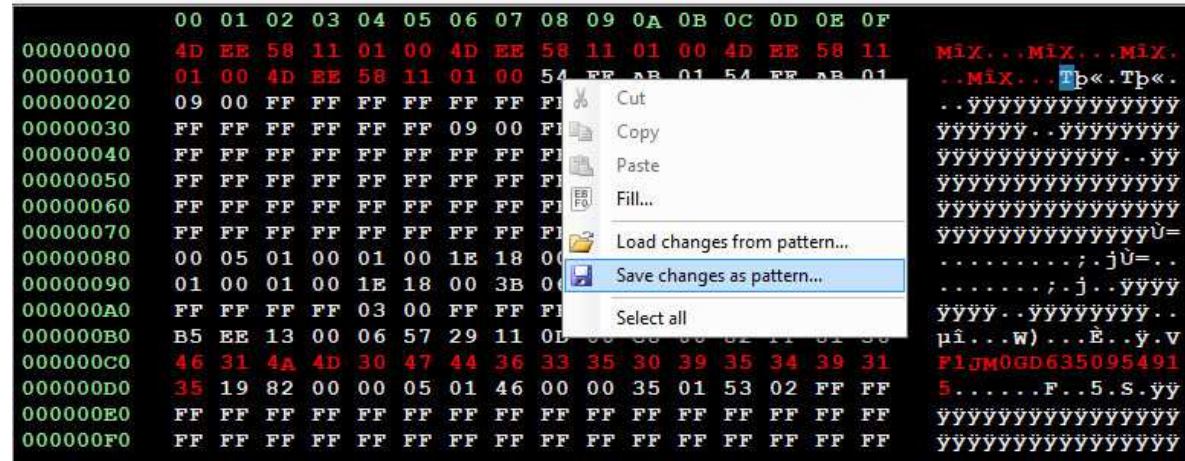 00 01 02 03 04 05 06 07 08 09 0A 0B 0C 0D 0E 0F
00000000 4D EE 58 11 01 00 4D EE 58 11 01 00 4D EE 58 11 MîX...MîX...MîX.
00000010 01 00 4D EE 58 11 01 00 54 FE AB 01 54 FE AB 01 ..MîX...Tþ«.Tþ«.
00000020 09 00 FF FF FF FF FF FF Cut ..ÿÿÿÿÿÿÿÿÿÿÿÿÿÿ
00000030 FF FF FF FF FF FF 09 00 Copy ÿÿÿÿÿÿ..ÿÿÿÿÿÿÿÿ
00000040 FF FF FF FF FF FF FF FF Paste ÿÿÿÿÿÿÿÿÿÿÿÿ..ÿÿ
00000050 FF FF FF FF FF FF FF FF ÿÿÿÿÿÿÿÿÿÿÿÿÿÿÿÿ
00000060 FF FF FF FF FF FF FF FF Fill... ÿÿÿÿÿÿÿÿÿÿÿÿÿÿÿÿ
00000070 FF FF FF FF FF FF FF FF Load changes from pattern... ÿÿÿÿÿÿÿÿÿÿÿÿÿÿÙ=
00000080 00 05 01 00 01 00 1E 18 Save changes as pattern... .........;.jÙ=..
00000090 01 00 01 00 1E 18 00 3B .......;.j..ÿÿÿÿ
000000A0 FF FF FF FF 03 00 FF FF Select all ÿÿÿÿ..ÿÿÿÿÿÿÿÿ..
000000B0 B5 EE 13 00 06 57 29 11 µî...W)...È..ÿ.V
000000C0 46 31 4A 4D 30 47 44 36 33 35 30 39 35 34 39 31 F1JM0GD635095491
000000D0 35 19 82 00 00 05 01 46 00 00 35 01 53 02 FF FF 5......F..5.S.ÿÿ
000000E0 FF FF FF FF FF FF FF FF FF FF FF FF FF FF FF FF ÿÿÿÿÿÿÿÿÿÿÿÿÿÿÿÿ
000000F0 FF FF FF FF FF FF FF FF FF FF FF FF FF FF FF FF ÿÿÿÿÿÿÿÿÿÿÿÿÿÿÿÿ